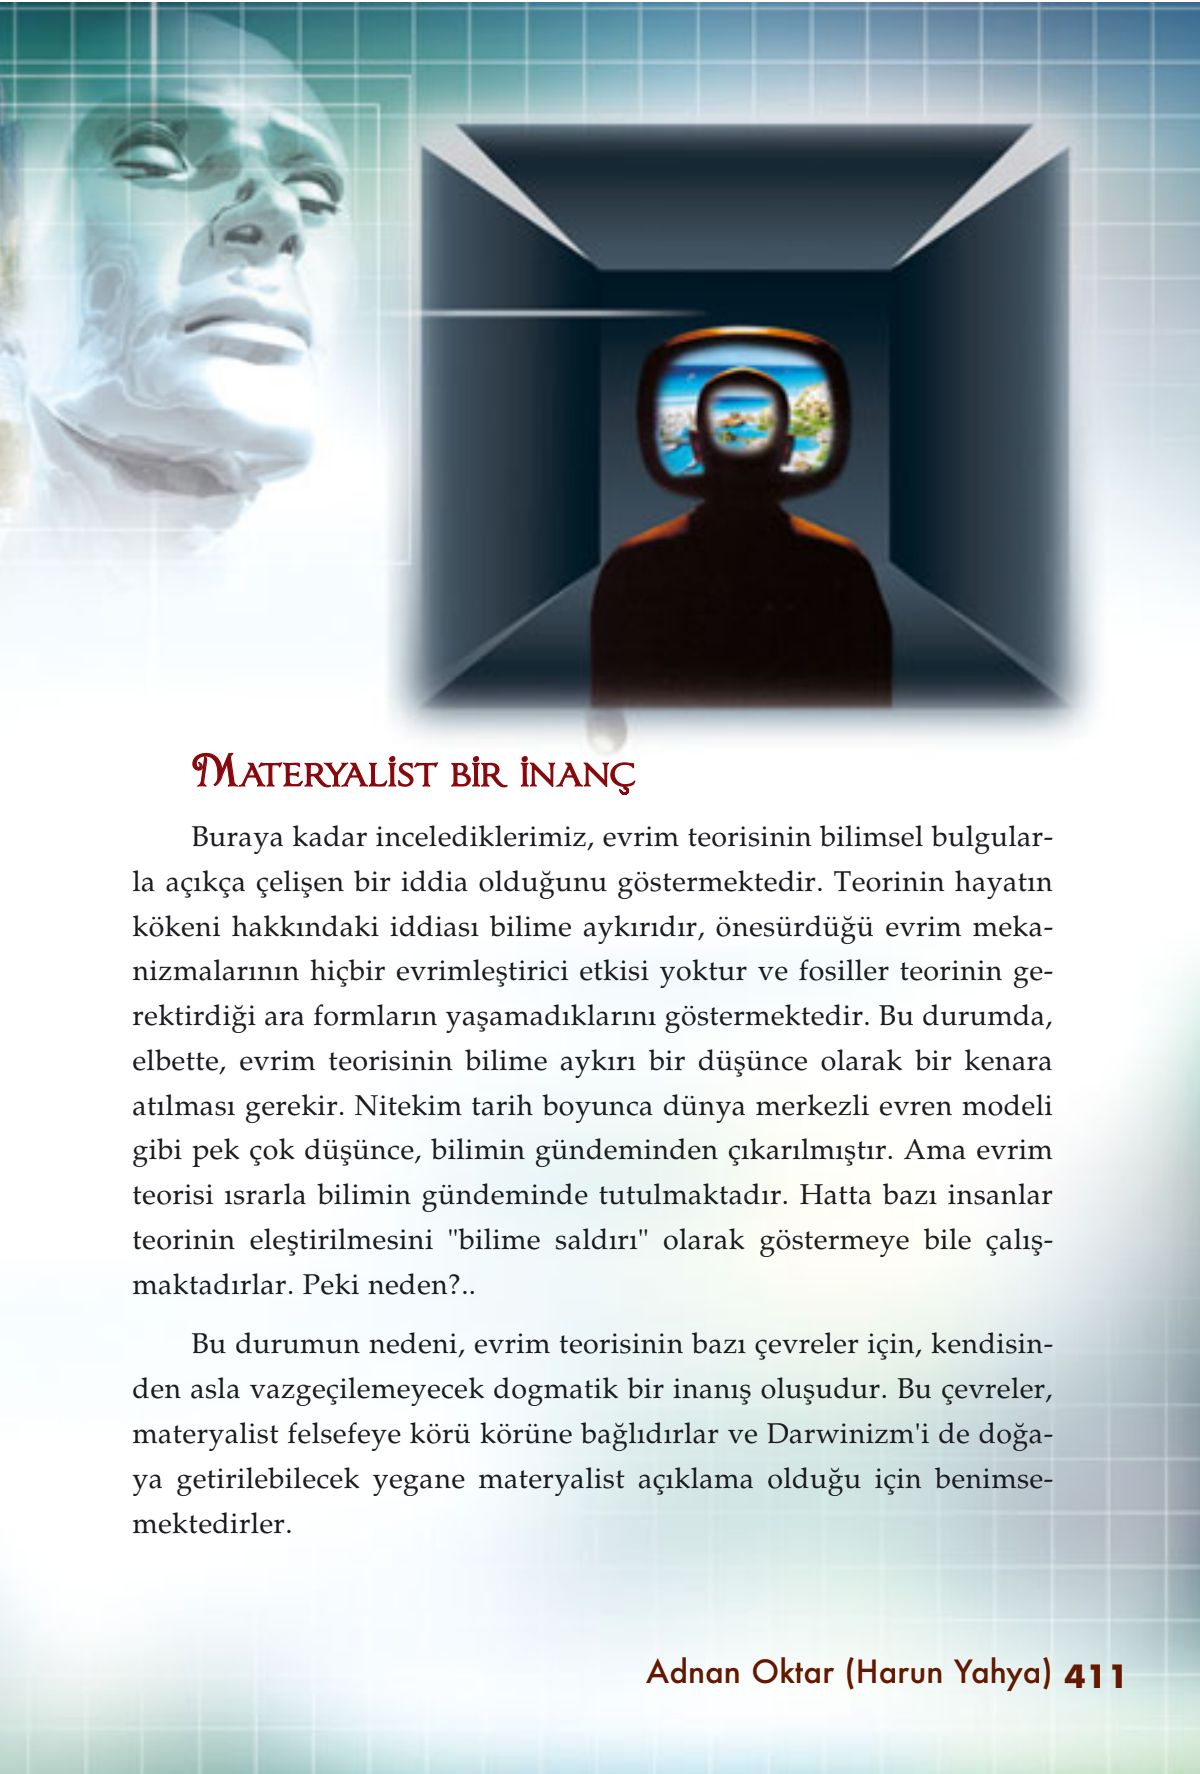 MATERYALİST BİR İNANÇ
Buraya kadar incelediklerimiz, evrim teorisinin bilimsel bulgular-
la açıkça çelişen bir iddia olduğunu göstermektedir. Teorinin hayatın
kökeni hakkındaki iddiası bilime aykırıdır, önesürdüğü evrim meka-
nizmalarının hiçbir evrimleştirici etkisi yoktur ve fosiller teorinin ge-
rektirdiği ara formların yaşamadıklarını göstermektedir. Bu durumda,
elbette, evrim teorisinin bilime aykırı bir düşünce olarak bir kenara
atılması gerekir. Nitekim tarih boyunca dünya merkezli evren modeli
gibi pek çok düşünce, bilimin gündeminden çıkarılmıştır. Ama evrim
teorisi ısrarla bilimin gündeminde tutulmaktadır. Hatta bazı insanlar
teorinin eleştirilmesini "bilime saldırı" olarak göstermeye bile çalış-
maktadırlar. Peki neden?..
Bu durumun nedeni, evrim teorisinin bazı çevreler için, kendisin-
den asla vazgeçilemeyecek dogmatik bir inanış oluşudur. Bu çevreler,
materyalist felsefeye körü körüne bağlıdırlar ve Darwinizm'i de doğa-
ya getirilebilecek yegane materyalist açıklama olduğu için benimse-
mektedirler.
Adnan Oktar (Harun Yahya) 411